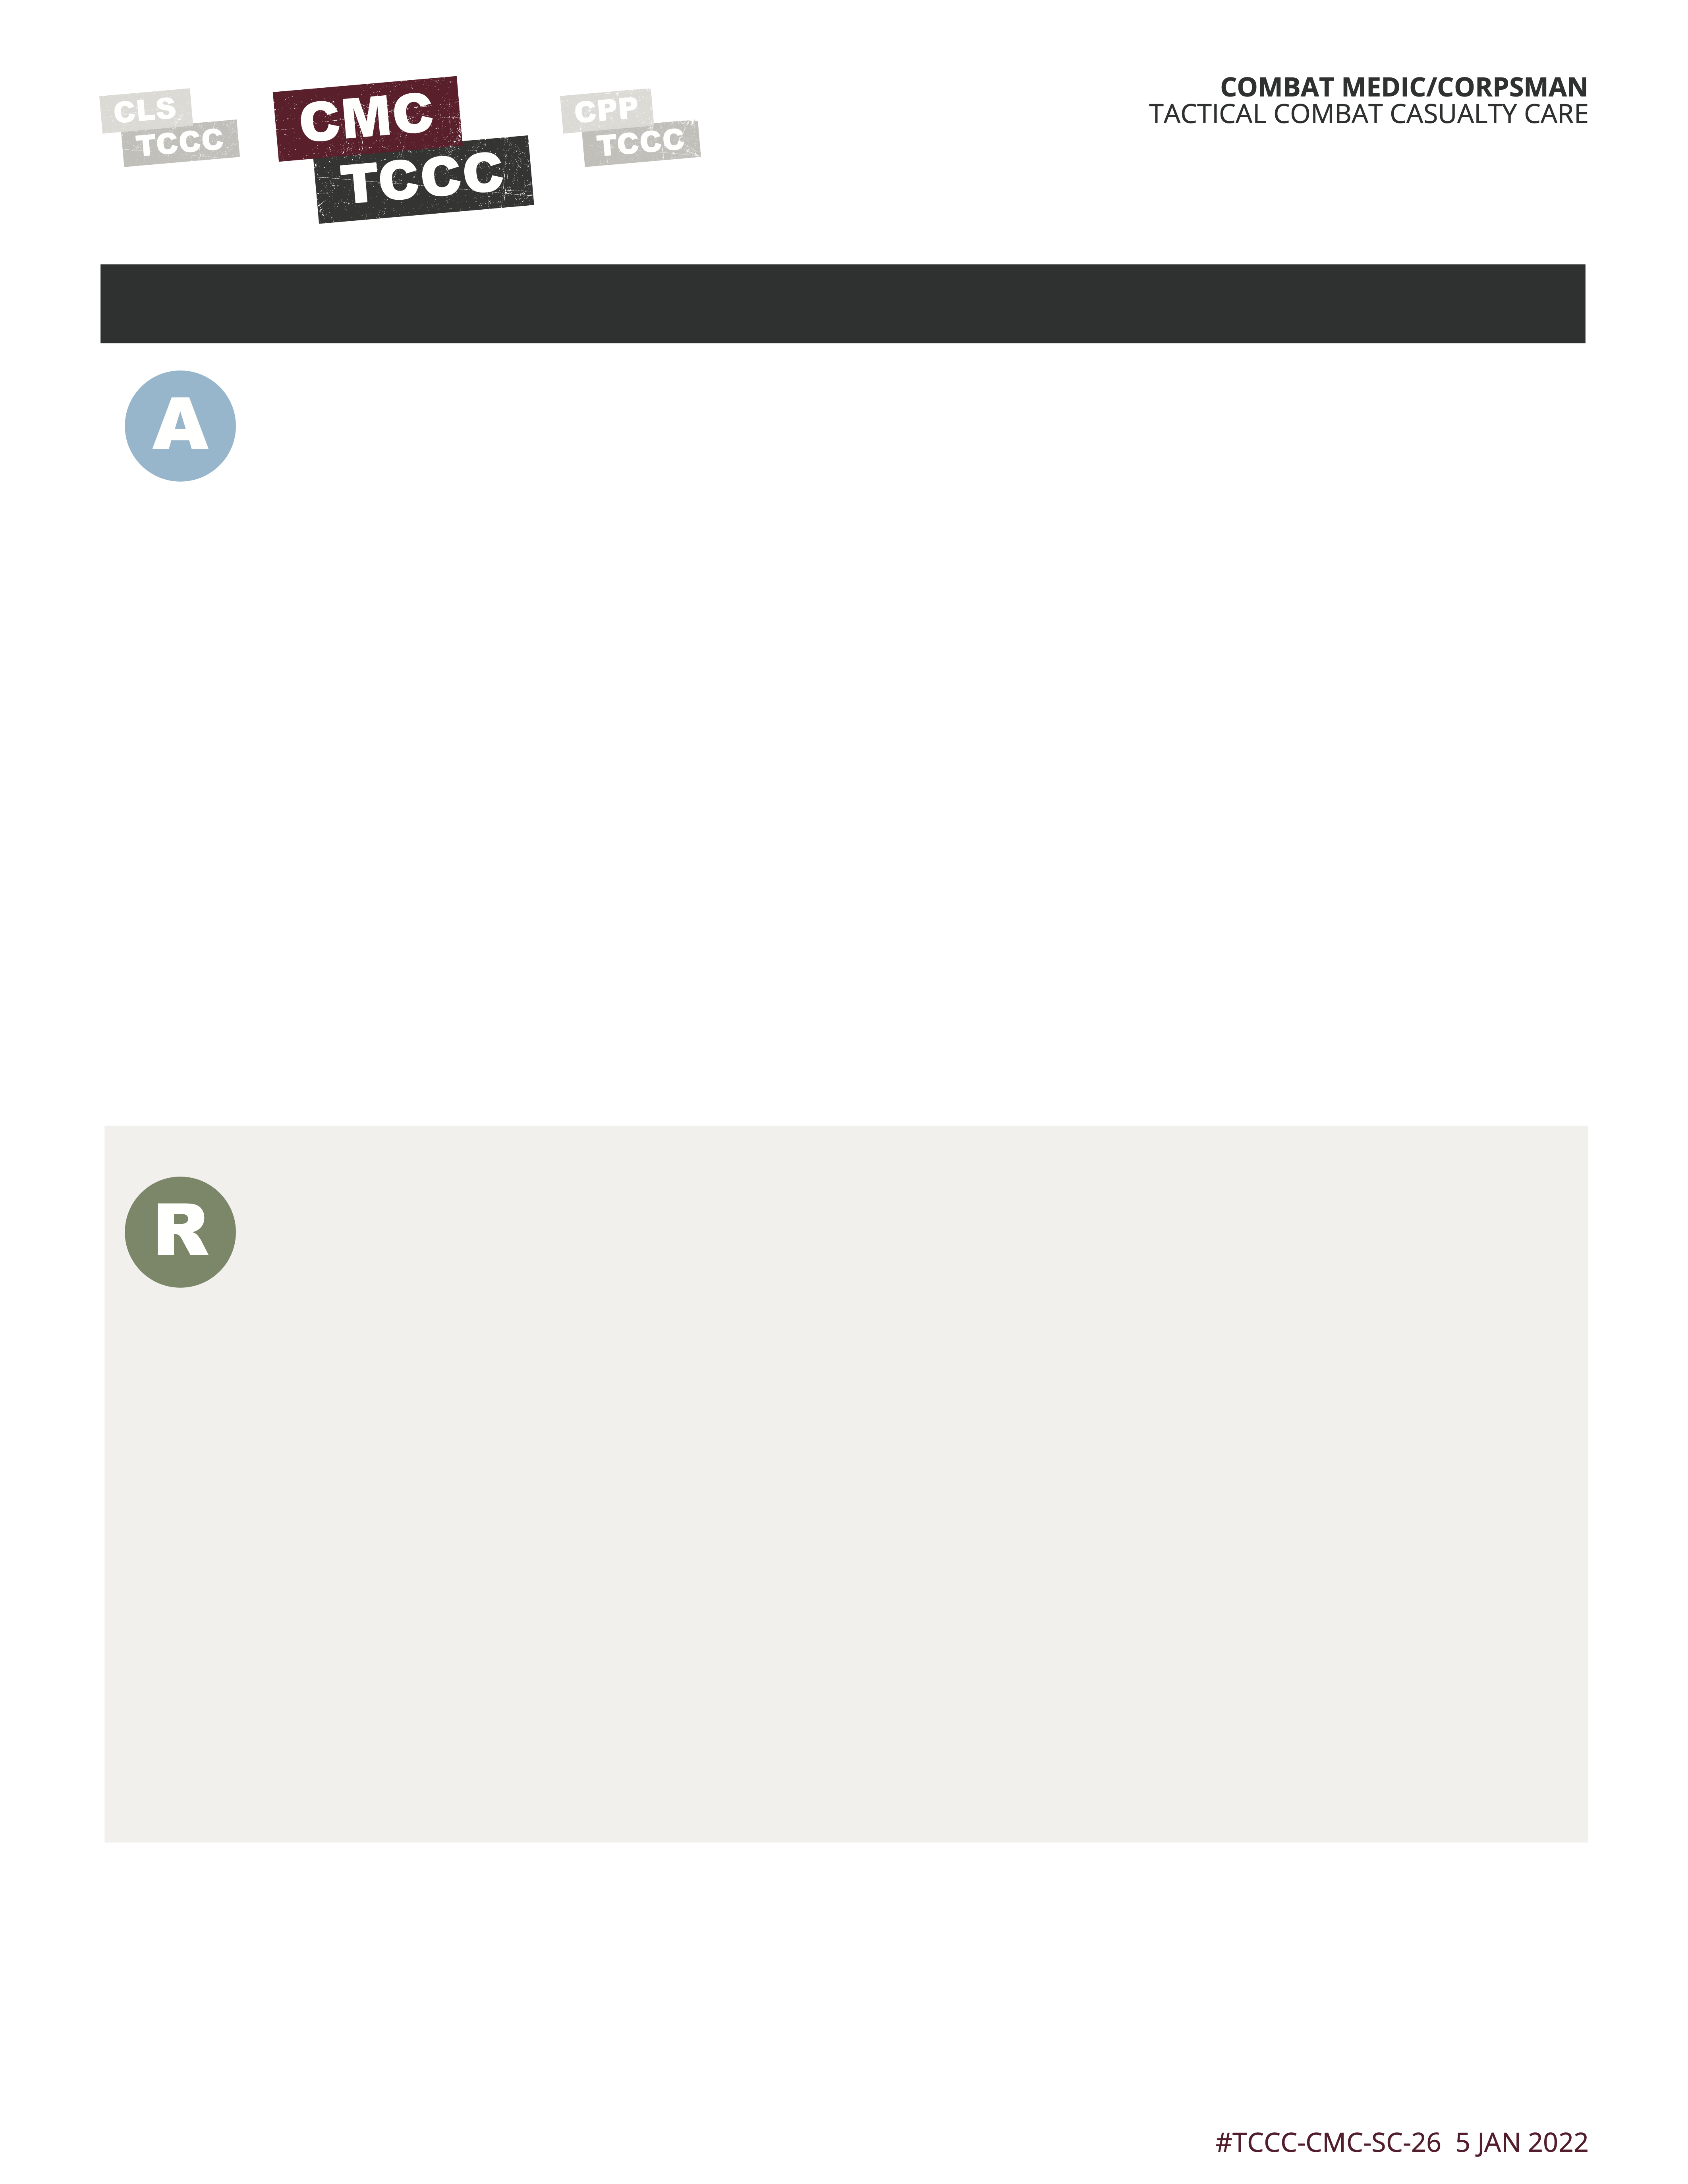 CLS
TCCC
CMC
TCCC
CPP
TCCC
COMBAT MEDIC/CORPSMAN
TACTICAL COMBAT CASUALTY CARE
A
R
#TCCC-CMC-SC-26 5 JAN 2022